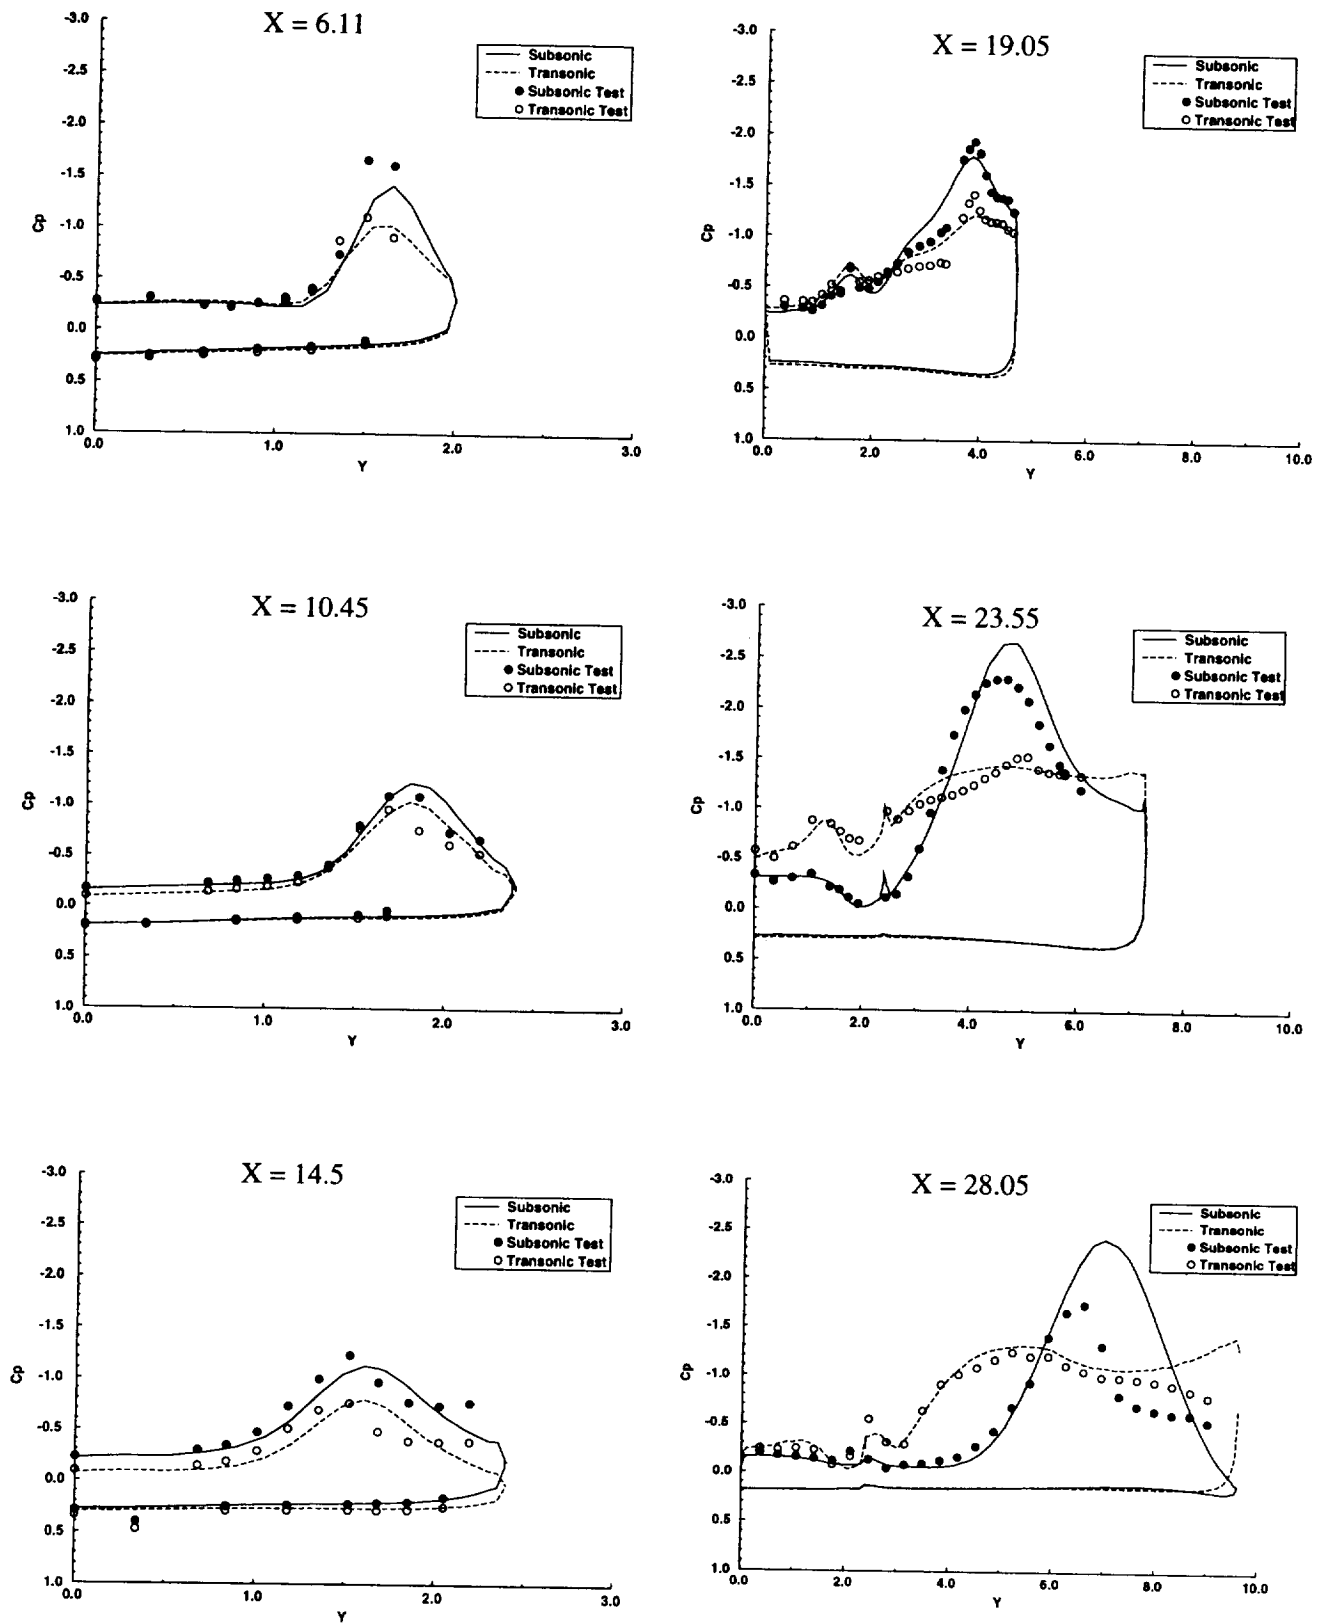 X = 6.11
-3.0
-2.5
-2.0
-1.5
-1.0
-0.5
0.0
0.5
1.0
Cp
0.0 1.0 2.0 3.0
Y
Subsonic
Transonic
Subsonic Test
Transonic Test
X = 19.05
-3.0
-2.5
-2.0
-1.5
-1.0
-0.5
0.0
0.5
1.0
Cp
0.0 2.0 4.0 6.0 8.0 10.0
Y
Subsonic
Transonic
Subsonic Test
Transonic Test
X = 10.45
-3.0
-2.5
-2.0
-1.5
-1.0
-0.5
0.0
0.5
1.0
Cp
0.0 1.0 2.0 3.0
Y
Subsonic
Transonic
Subsonic Test
Transonic Test
X = 23.55
-3.0
-2.5
-2.0
-1.5
-1.0
-0.5
0.0
0.5
1.0
Cp
0.0 2.0 4.0 6.0 8.0 10.0
Y
Subsonic
Transonic
Subsonic Test
Transonic Test
X = 14.5
-3.0
-2.5
-2.0
-1.5
-1.0
-0.5
0.0
0.5
1.0
Cp
0.0 1.0 2.0 3.0
Y
Subsonic
Transonic
Subsonic Test
Transonic Test
X = 28.05
-3.0
-2.5
-2.0
-1.5
-1.0
-0.5
0.0
0.5
1.0
Cp
0.0 2.0 4.0 6.0 8.0 10.0
Y
Subsonic
Transonic
Subsonic Test
Transonic Test